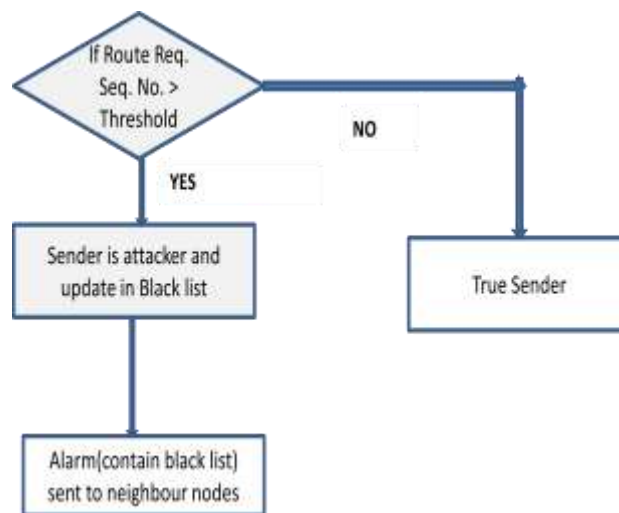 If Route Req.
Seq. No. >
Threshold
NO
YES
Sender is attacker and
update in Black list
True Sender
Alarm(contain black list)
sent to neighbour nodes